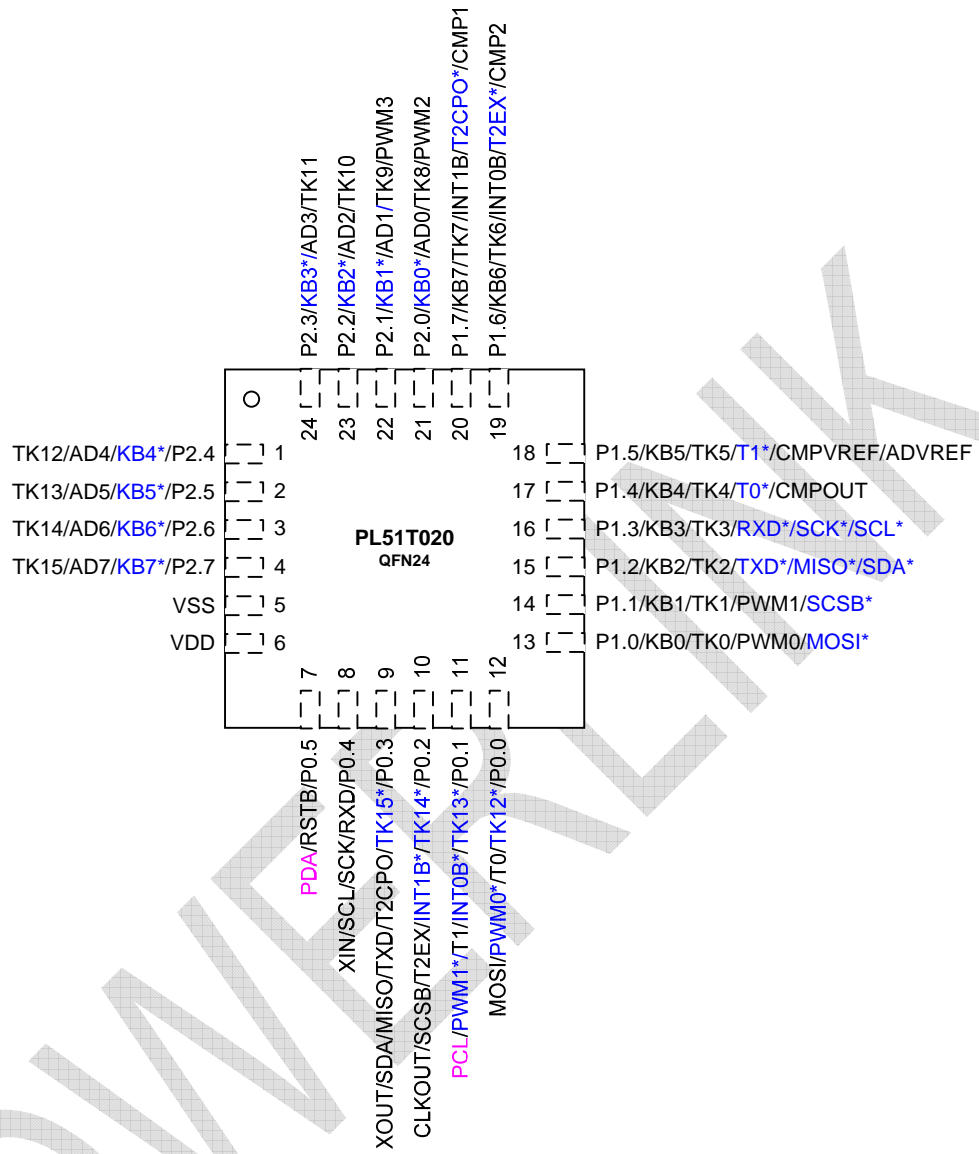 P2.3/KB3*/AD3/TK11
P2.2/KB2*/AD2/TK10
P2.1/KB1*/AD1/TK9/PWM3
P2.0/KB0*/AD0/TK8/PWM2
P1.7/KB7/TK7/INT1B/T2CPO*/CMP1
P1.6/KB6/TK6/INT0B/T2EX*/CMP2
24
23
22
21
20
19
TK12/AD4/KB4*/P2.4
1
TK13/AD5/KB5*/P2.5
2
TK14/AD6/KB6*/P2.6
3
TK15/AD7/KB7*/P2.7
4
VSS
5
VDD
6
PL51T020
QFN24
18
P1.5/KB5/TK5/T1*/CMPVREF/ADVREF
17
P1.4/KB4/TK4/T0*/CMPOUT
16
P1.3/KB3/TK3/RXD*/SCK*/SCL*
15
P1.2/KB2/TK2/TXD*/MISO*/SDA*
14
P1.1/KB1/TK1/PWM1/SCSB*
13
P1.0/KB0/TK0/PWM0/MOSI*
7
8
9
10
11
12
PDA/RSTB/P0.5
XIN/SCL/SCK/RXD/P0.4
XOUT/SDA/MISO/TXD/T2CPO/TK15*/P0.3
CLKOUT/SCSB/T2EX/INT1B*/TK14*/P0.2
PCL/PWM1*/T1/INT0B*/TK13*/P0.1
MOSI/PWM0*/T0/TK12*/P0.0
OWERLINK